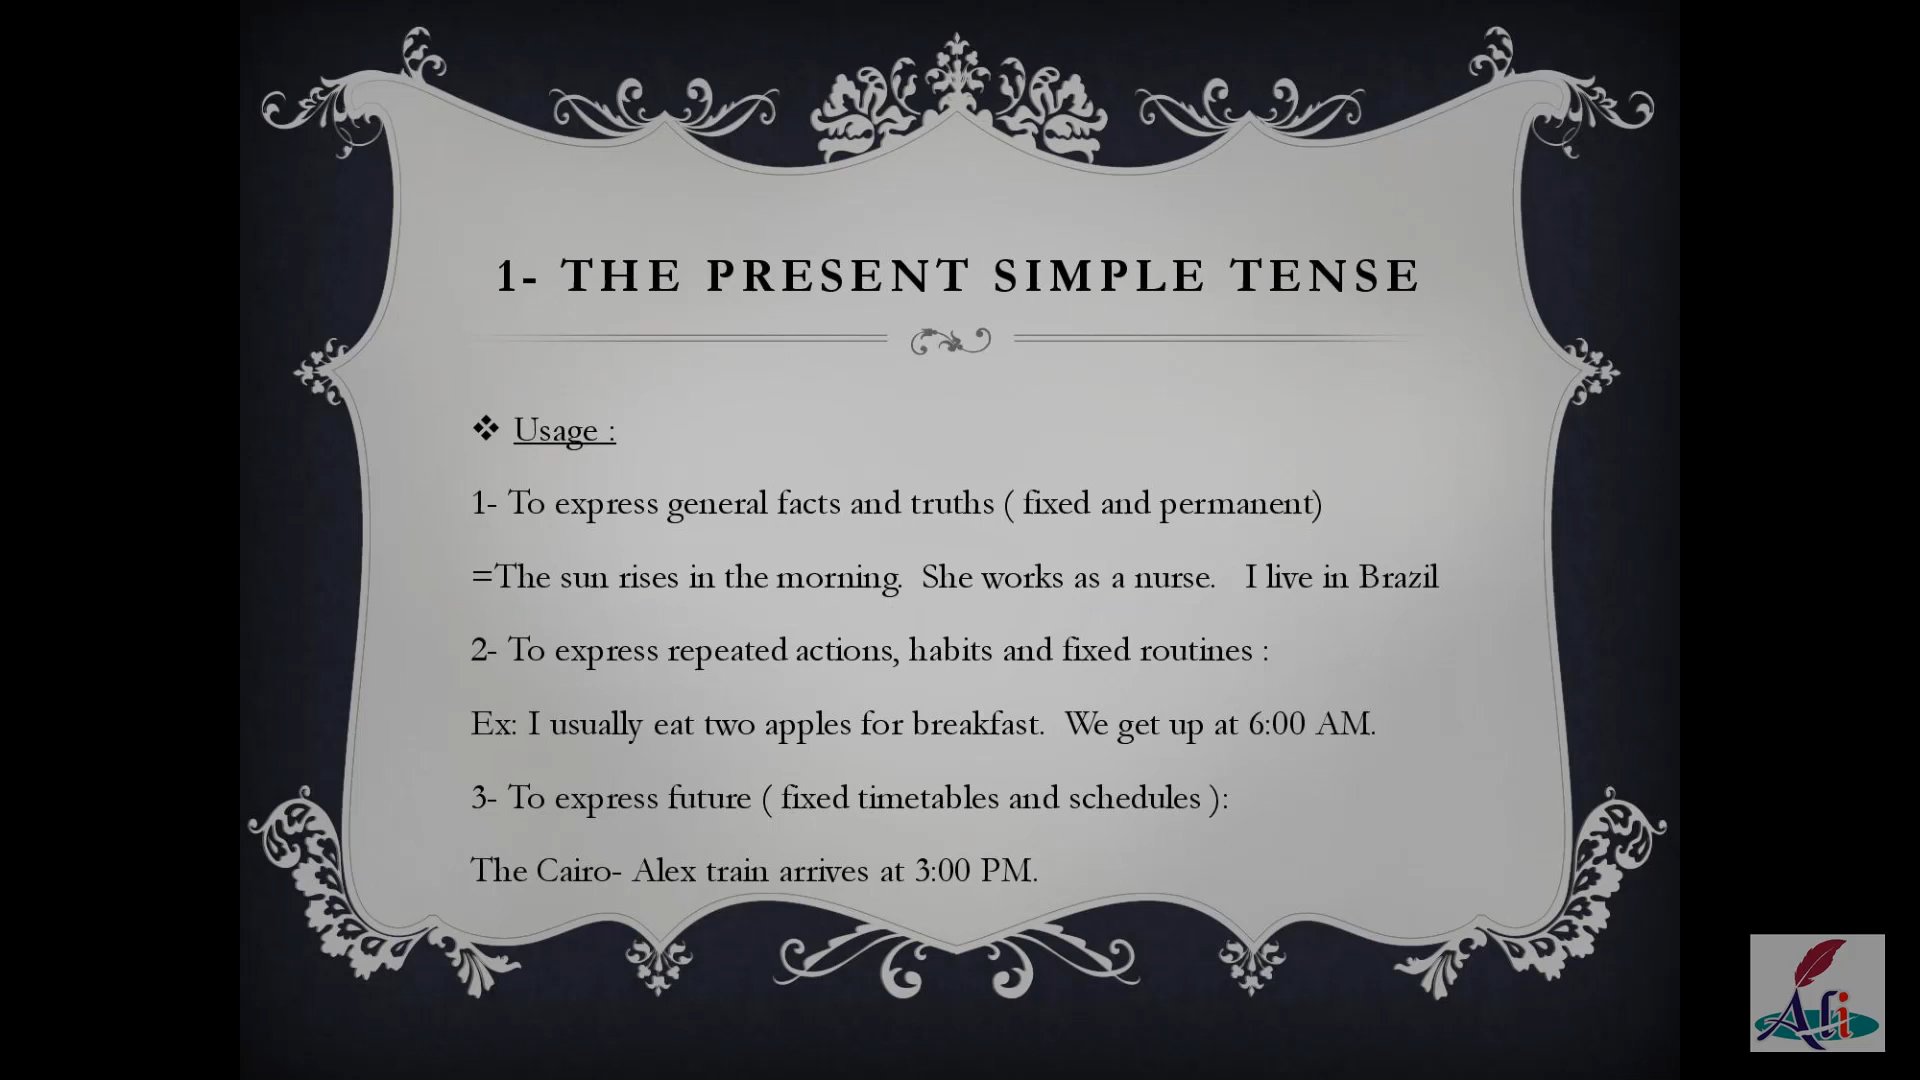 1- THE PRESENT SIMPLE TENSE
❖ Usage :
1- To express general facts and truths ( fixed and permanent)
=The sun rises in the morning.  She works as a nurse.   I live in Brazil
2- To express repeated actions, habits and fixed routines :
Ex: I usually eat two apples for breakfast.  We get up at 6:00 AM.
3- To express future ( fixed timetables and schedules ):
The Cairo- Alex train arrives at 3:00 PM.
Ali